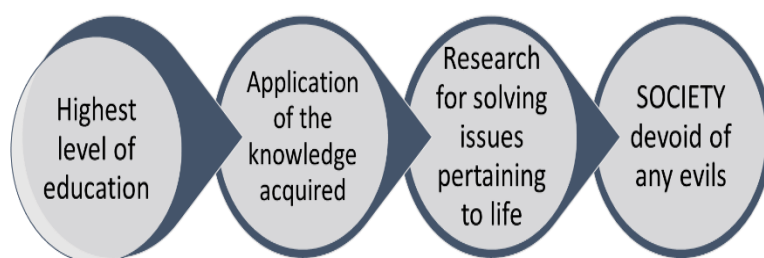 Highest
level of
education
Application
of the
knowledge
acquired
Research
for solving
issues
pertaining
to life
SOCIETY
devoid of
any evils